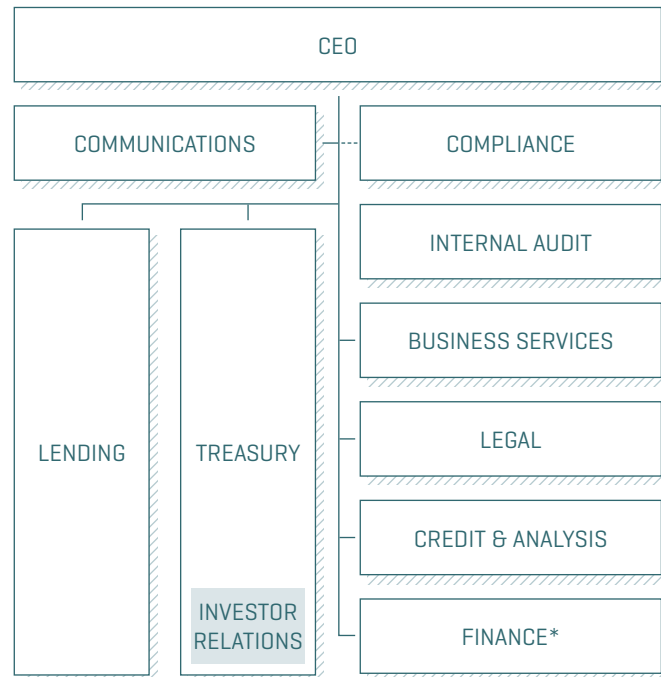 CEO
COMMUNICATIONS
COMPLIANCE
INTERNAL AUDIT
BUSINESS SERVICES
LENDING
TREASURY
LEGAL
CREDIT & ANALYSIS
INVESTOR
RELATIONS
FINANCE*